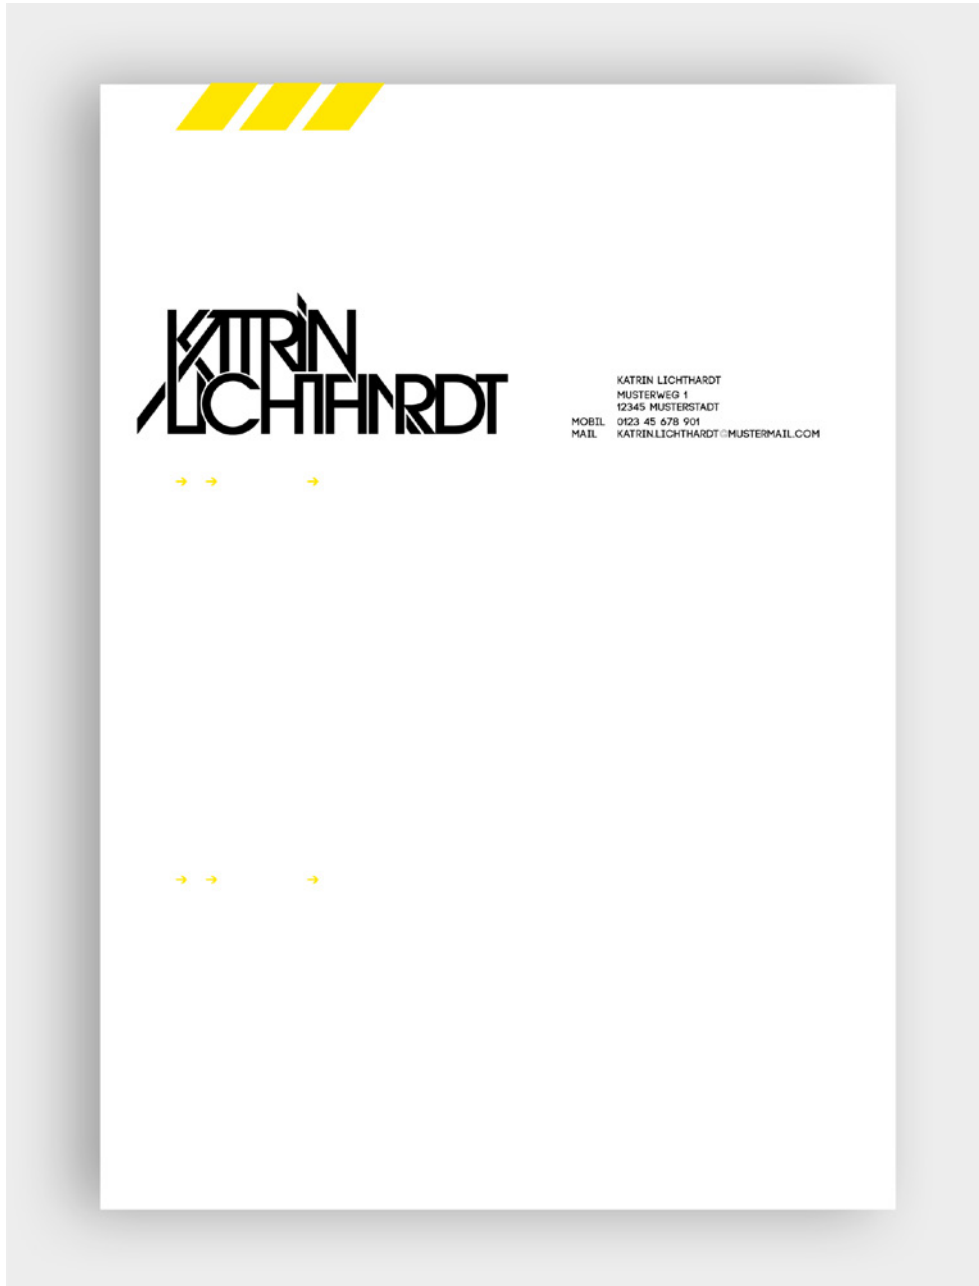 KATRIN
LICHTHARDT
KATRIN LICHTHARDT
MUSTERWEG 1
12345 MUSTERSTADT
MOBIL 0123 45 678 901
MAIL KATRIN.LICHTHARDT@MUSTERMAIL.COM